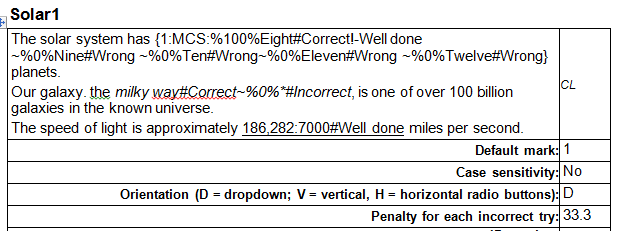 Solar1
The solar system has {1:MCS:%100%Eight#Correct!-Well done
~%0%Nine#Wrong ~%0%Ten#Wrong~%0%Eleven#Wrong ~%0%Twelve#Wrong}
planets.
Our galaxy. the milky way#Correct~%0%*#Incorrect, is one of over 100 billion
galaxies in the known universe.
The speed of light is approximately 186,282:7000#Well done miles per second.
CL
Default mark: 1
Case sensitivity: No
Orientation (D = dropdown; V = vertical, H = horizontal radio buttons): D
Penalty for each incorrect try: 33.3